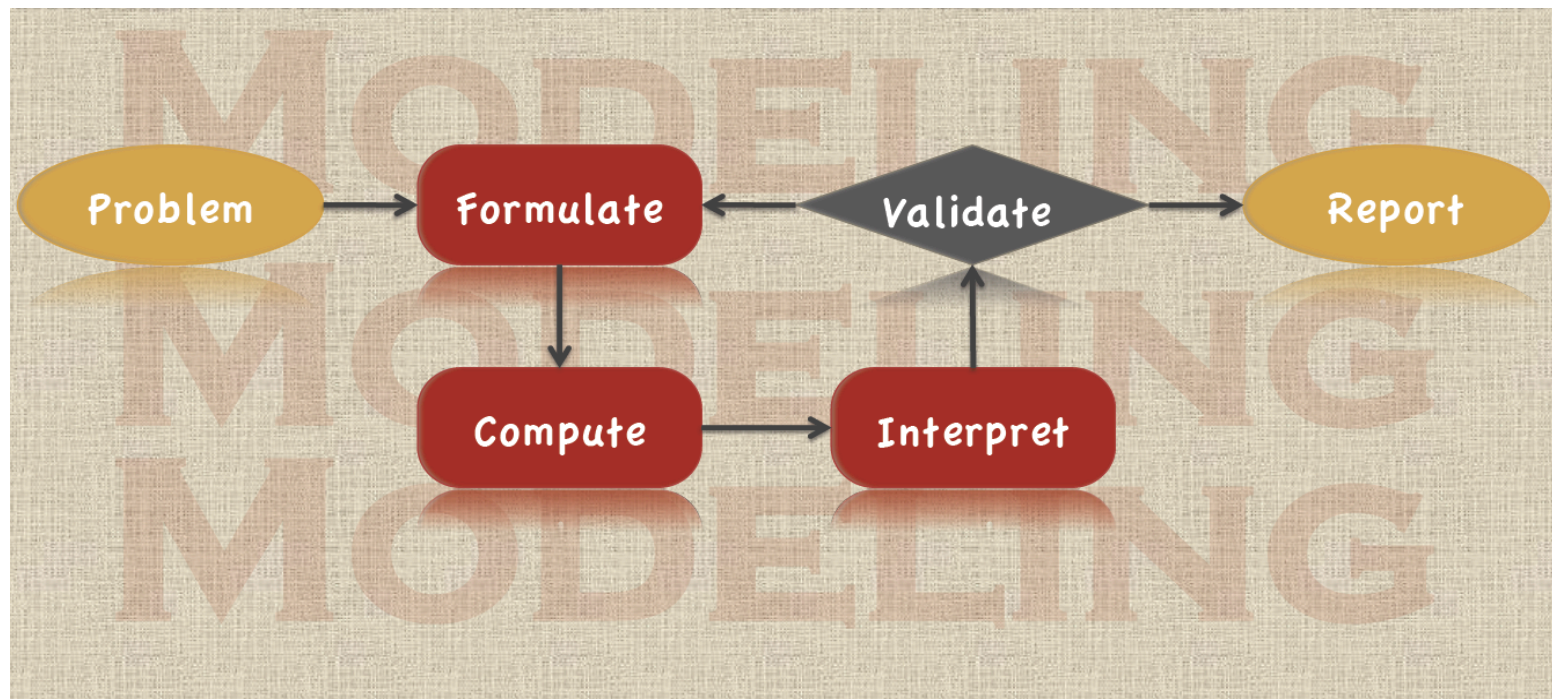 MODELING
Problem
Formulate
Validate
Report
MODELING
Compute
Interpret
MODELING